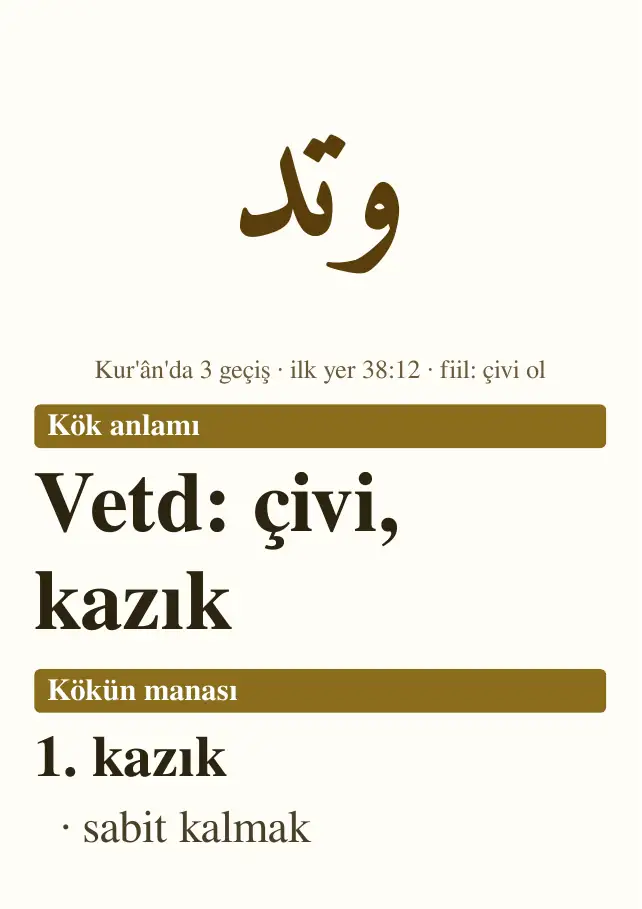 وتد
Kur'ân'da 3 geçiş · ilk yer 38:12 · fiil: çivi ol
Kök anlamı
Vetd: çivi,
kazık
Kökün manası
1. kazık
· sabit kalmak